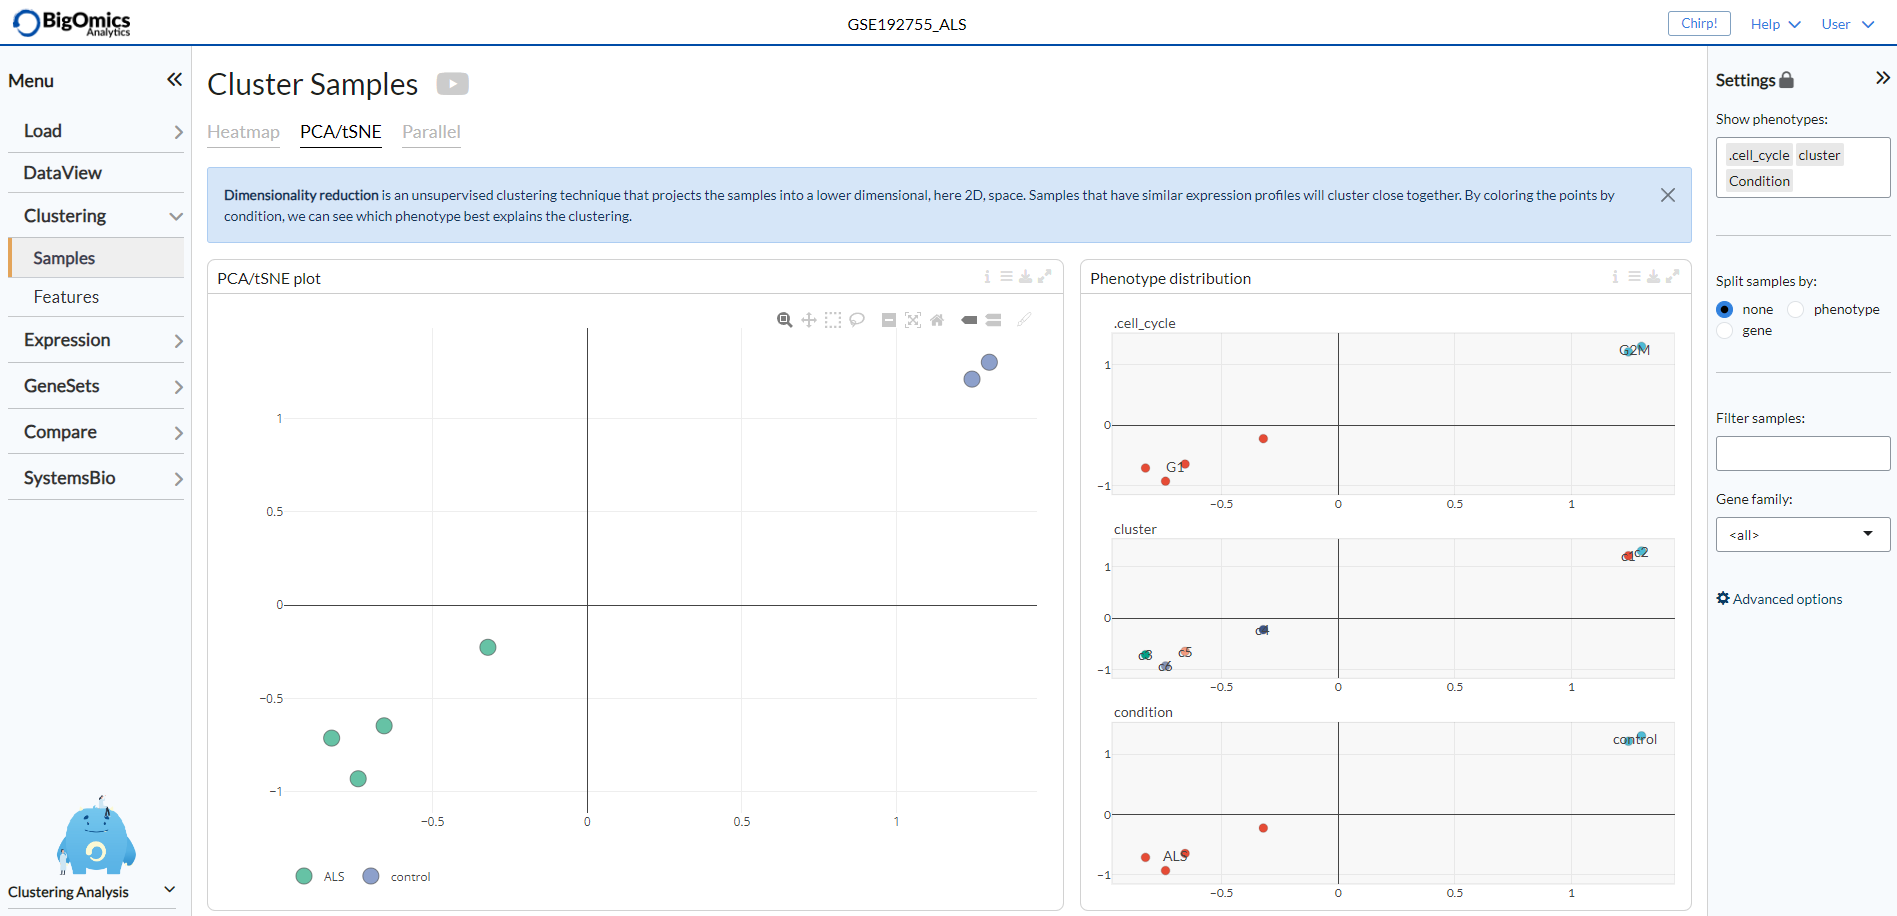 BigOmics
Analytics
GSE192755_ALS
Chirp!
Help
User
Menu
Load
DataView
Clustering
Samples
Features
Expression
GeneSets
Compare
SystemsBio
Clustering Analysis
Cluster Samples
Heatmap PCA/tSNE Parallel
Dimensionality reduction is an unsupervised clustering technique that projects the samples into a lower dimensional, here 2D, space. Samples that have similar expression profiles will cluster close together. By coloring the points by
condition, we can see which phenotype best explains the clustering.
PCA/tSNE plot
1
0.5
0
−0.5
−1
−0.5 0 0.5 1
ALS control
Phenotype distribution
.cell_cycle
G2M
1
0
G1
−1
−0.5 0 0.5 1
cluster
c1 c2
1
0
c4
c3 c5
c6
−1
−0.5 0 0.5 1
condition
control
1
0
ALS
−1
−0.5 0 0.5 1
Settings
Show phenotypes:
.cell_cycle cluster
Condition
Split samples by:
none phenotype
gene
Filter samples:
Gene family:
<all>
Advanced options